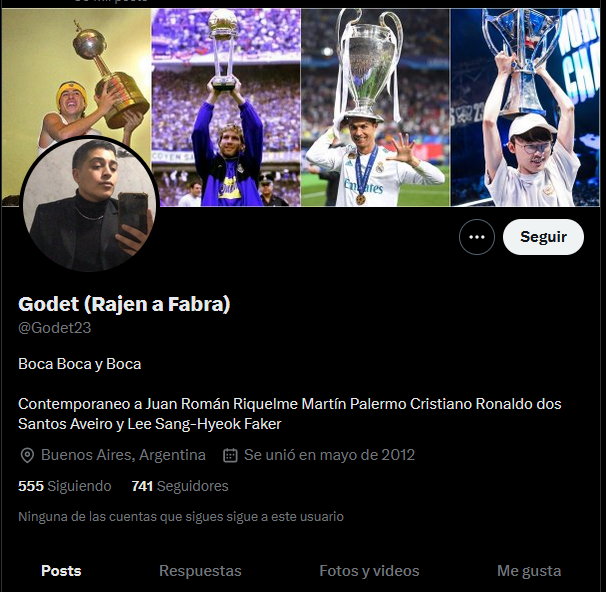 Emirates
Seguir
Godet (Rajen a Fabra)
@Godet23
Boca Boca y Boca
Contemporaneo a Juan Román Riquelme Martín Palermo Cristiano Ronaldo dos
Santos Aveiro y Lee Sang-Hyeok Faker
Buenos Aires, Argentina Se unió en mayo de 2012
555 Siguiendo 741 Seguidores
Ninguna de las cuentas que sigues sigue a este usuario
Posts Respuestas Fotos y videos Me gusta